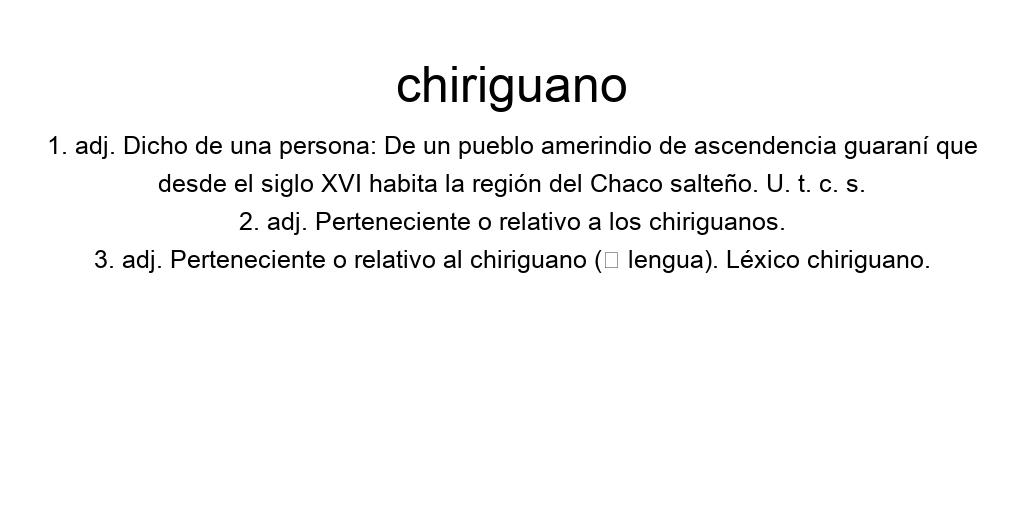 chiriguano
1. adj. Dicho de una persona: De un pueblo amerindio de ascendencia guaraní que
desde el siglo XVI habita la región del Chaco salteño. U. t. c. s.
2. adj. Perteneciente o relativo a los chiriguanos.
3. adj. Perteneciente o relativo al chiriguano (□ lengua). Léxico chiriguano.